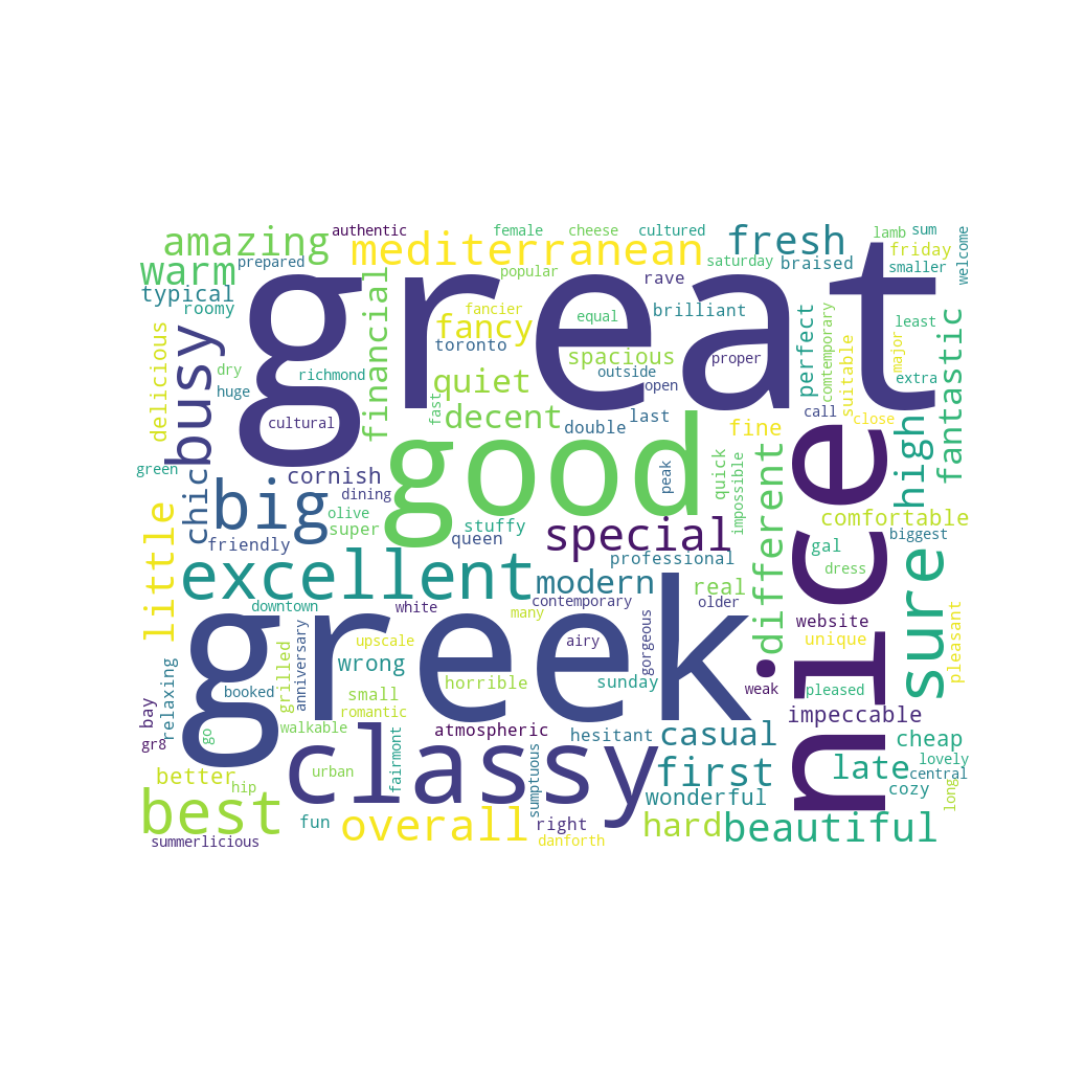 authentic
female
cheese
cultured
lamb
sum
welcome
amazing
mediterranean
fresh
friday
warm
prepared
great
popular
rave
saturday
braised
smaller
typical
roomy
financial
fancier
fancy
equal
brilliant
perfect
comtemporary
suitable
major
least
fantastic
delicious
busy
toronto
spacious
outside
proper
dry
huge
richmond
quiet
open
extra
cultural
fast
decent
double
last
fine
call
close
good
nice
high
green
chic
big
cornish
dining
olive
super
stuffy
queen
peak
quick
impossible
different
comfortable
biggest
little
friendly
special
professional
gal
dress
sure
excellent
modern
real
downtown
white
contemporary
many
older
website
unique
pleasant
greek
upscale
airy
gorgeous
anniversary
grilled
wrong
horrible
sunday
weak
pleased
relaxing
booked
small
romantic
impeccable
bay
gr8
go
walkable
atmospheric
hesitant
casual
cheap
classy
urban
fairmont
sumptuous
first
late
lovely
central
better
hip
wonderful
cozy
long
best
fun
overall
right
hard
beautiful
summerlicious
danforth